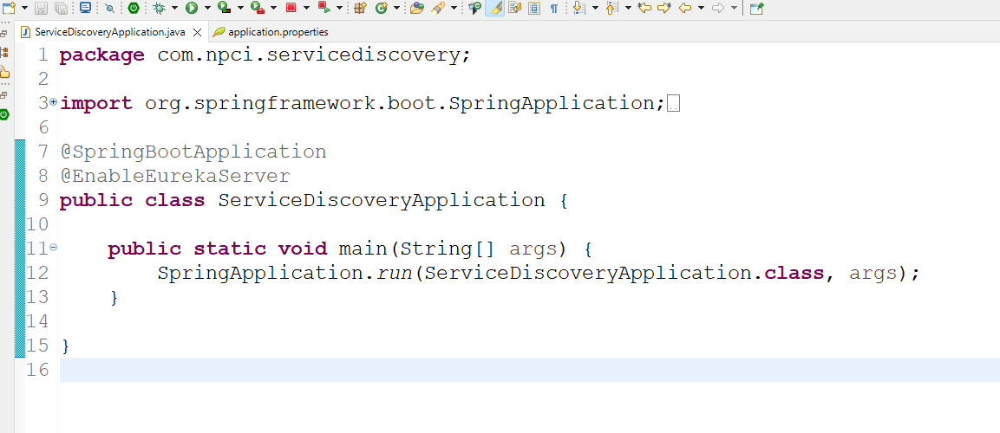 ServiceDiscoveryApplication.java application.properties
1 package com.npci.servicediscovery;
2
3 import org.springframework.boot.SpringApplication;
6
7 @SpringBootApplication
8 @EnableEurekaServer
9 public class ServiceDiscoveryApplication {
10
11 public static void main(String[] args) {
12 SpringApplication.run(ServiceDiscoveryApplication.class, args);
13 }
14
15 }
16